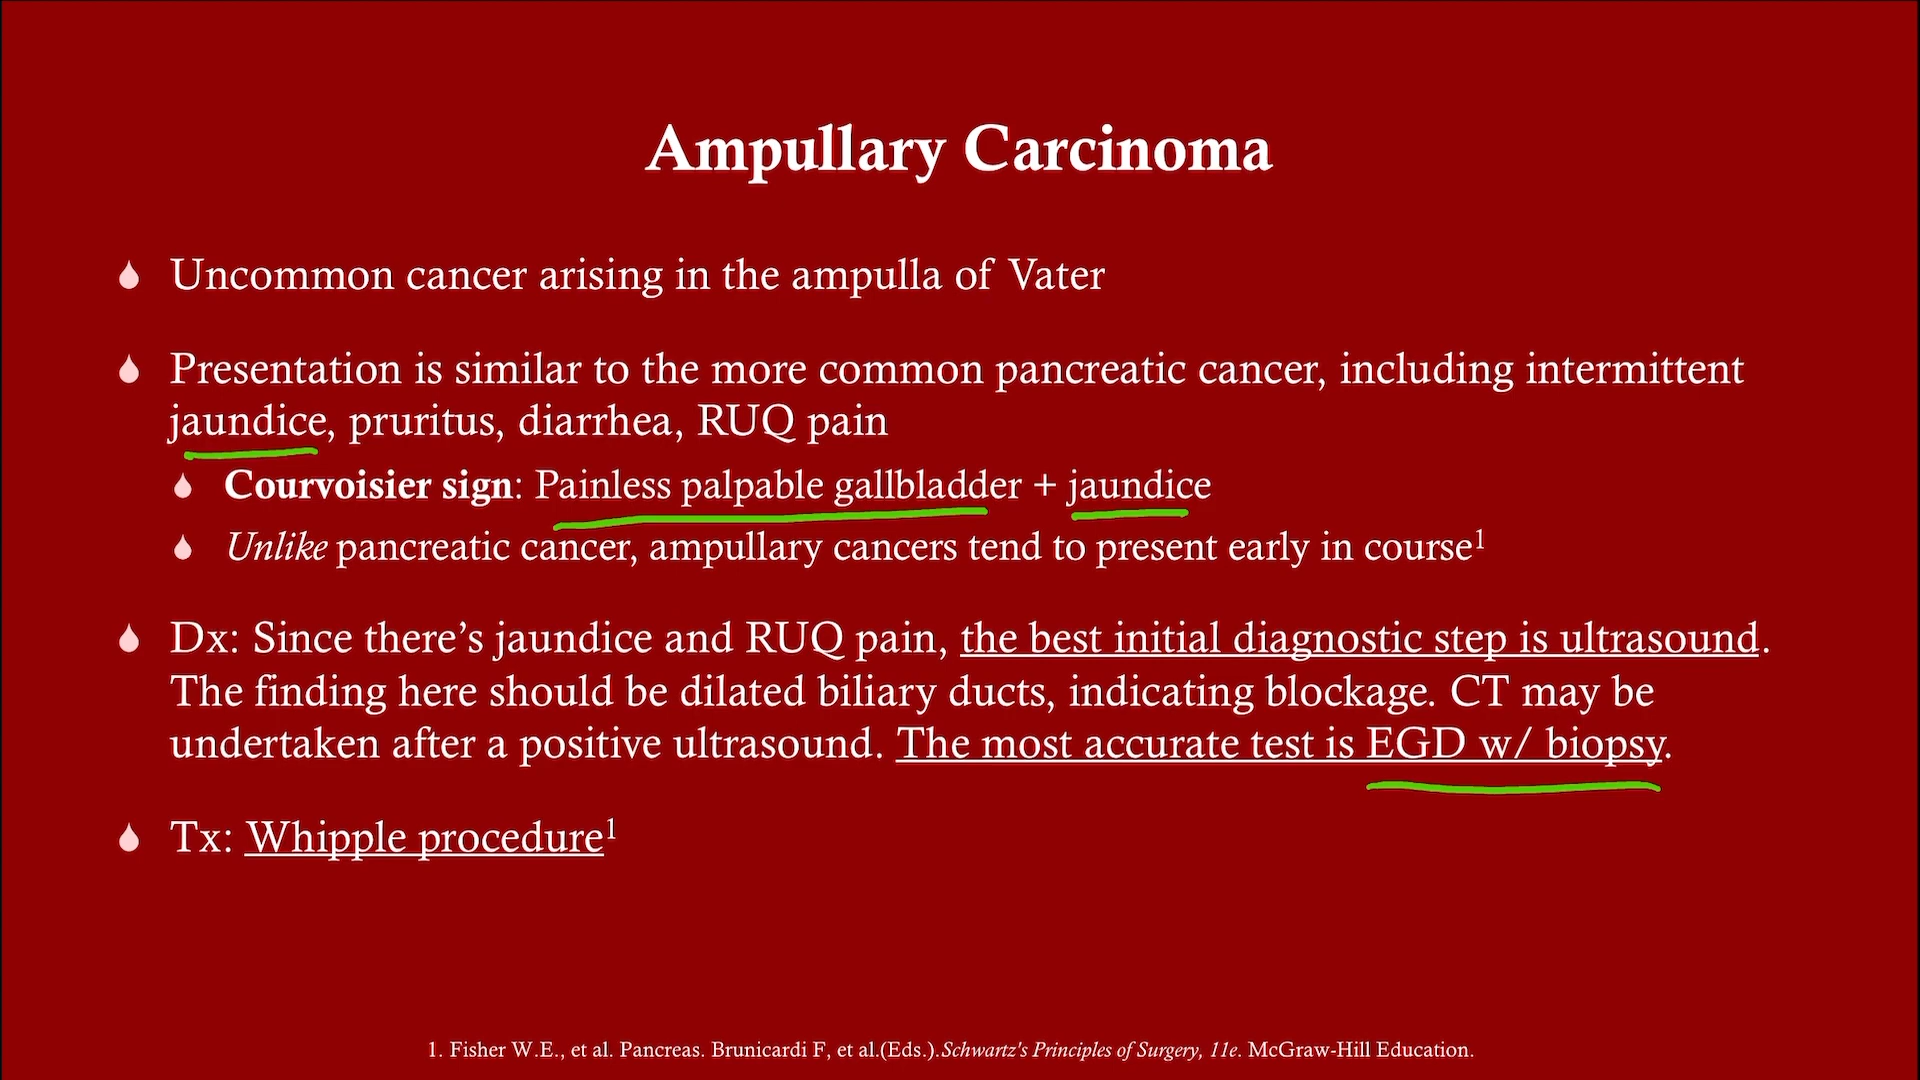 Ampullary Carcinoma
Uncommon cancer arising in the ampulla of Vater
Presentation is similar to the more common pancreatic cancer, including intermittent
jaundice, pruritus, diarrhea, RUQ pain
Courvoisier sign: Painless palpable gallbladder + jaundice
Unlike pancreatic cancer, ampullary cancers tend to present early in course¹
Dx: Since there’s jaundice and RUQ pain, the best initial diagnostic step is ultrasound.
The finding here should be dilated biliary ducts, indicating blockage. CT may be
undertaken after a positive ultrasound. The most accurate test is EGD w/ biopsy.
Tx: Whipple procedure¹
1. Fisher W.E., et al. Pancreas. Brunicardi F, et al.(Eds.).Schwartz's Principles of Surgery, 11e. McGraw-Hill Education.